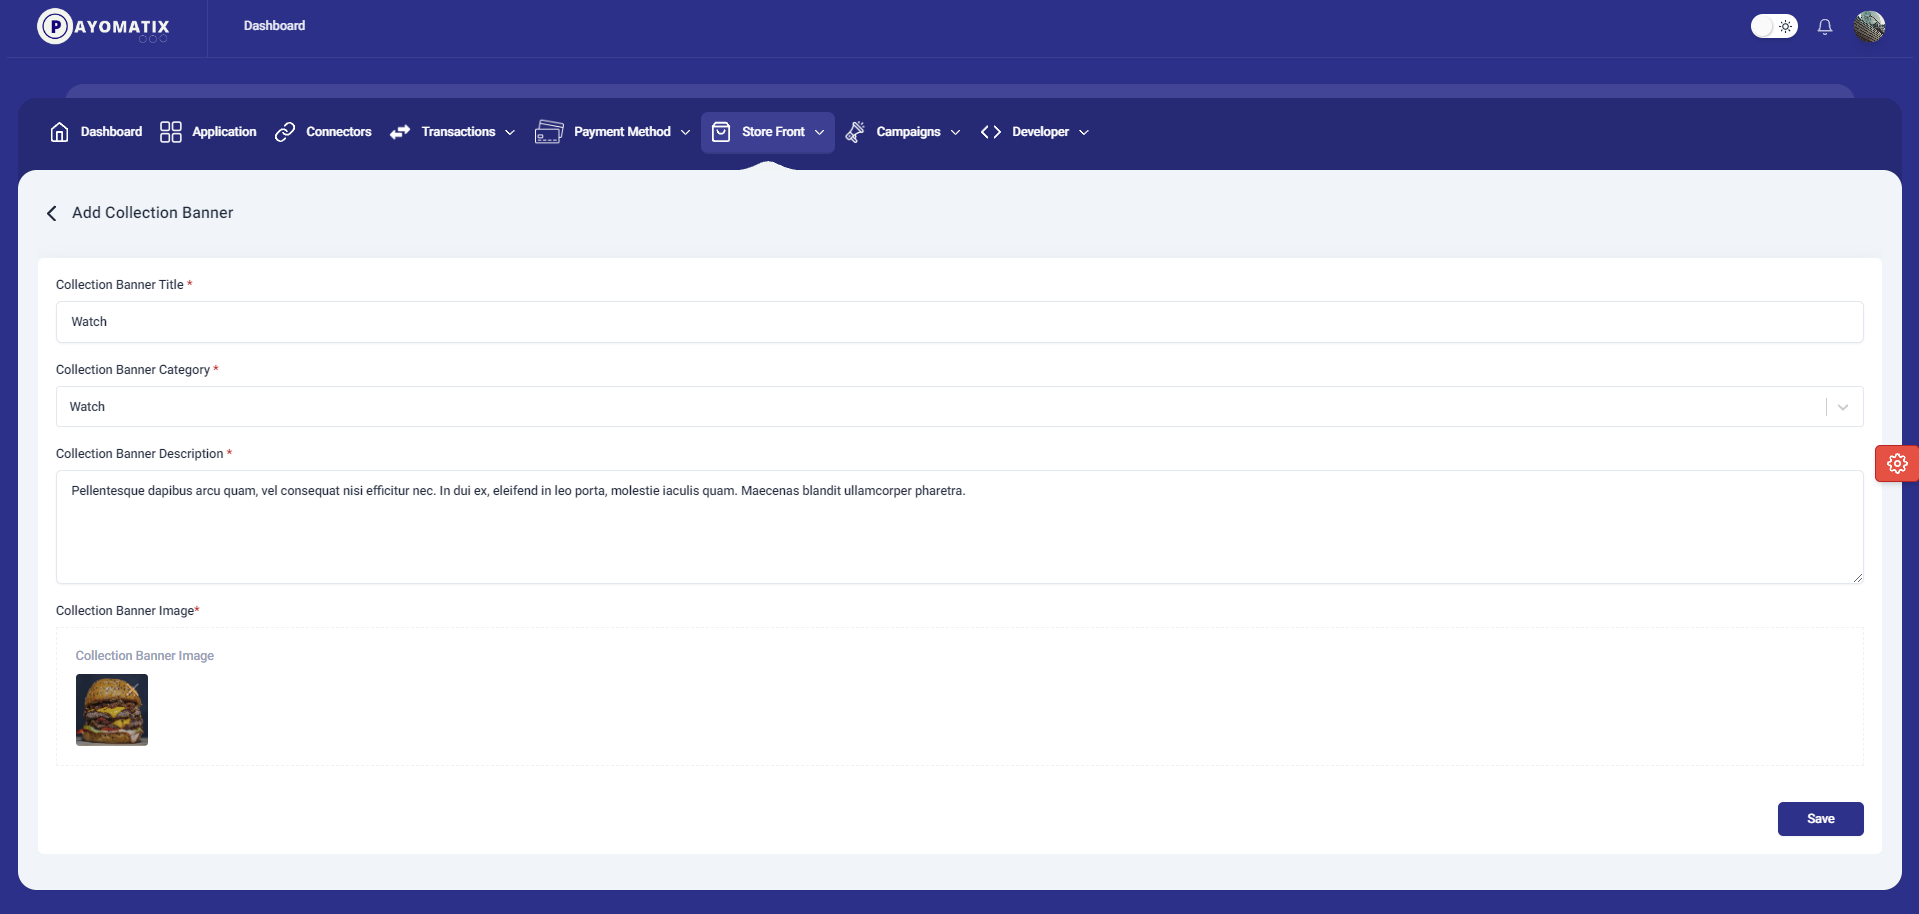 PAYOMATIX
Dashboard
Dashboard
Application
Connectors
Transactions
Payment Method
Store Front
Campaigns
Developer
Add Collection Banner
Collection Banner Title *
Watch
Collection Banner Category *
Watch
Collection Banner Description *
Pellentesque dapibus arcu quam, vel consequat nisi efficitur nec. In dui ex, eleifend in leo porta, molestie iaculis quam. Maecenas blandit ullamcorper pharetra.
Collection Banner Image*
Collection Banner Image
Save